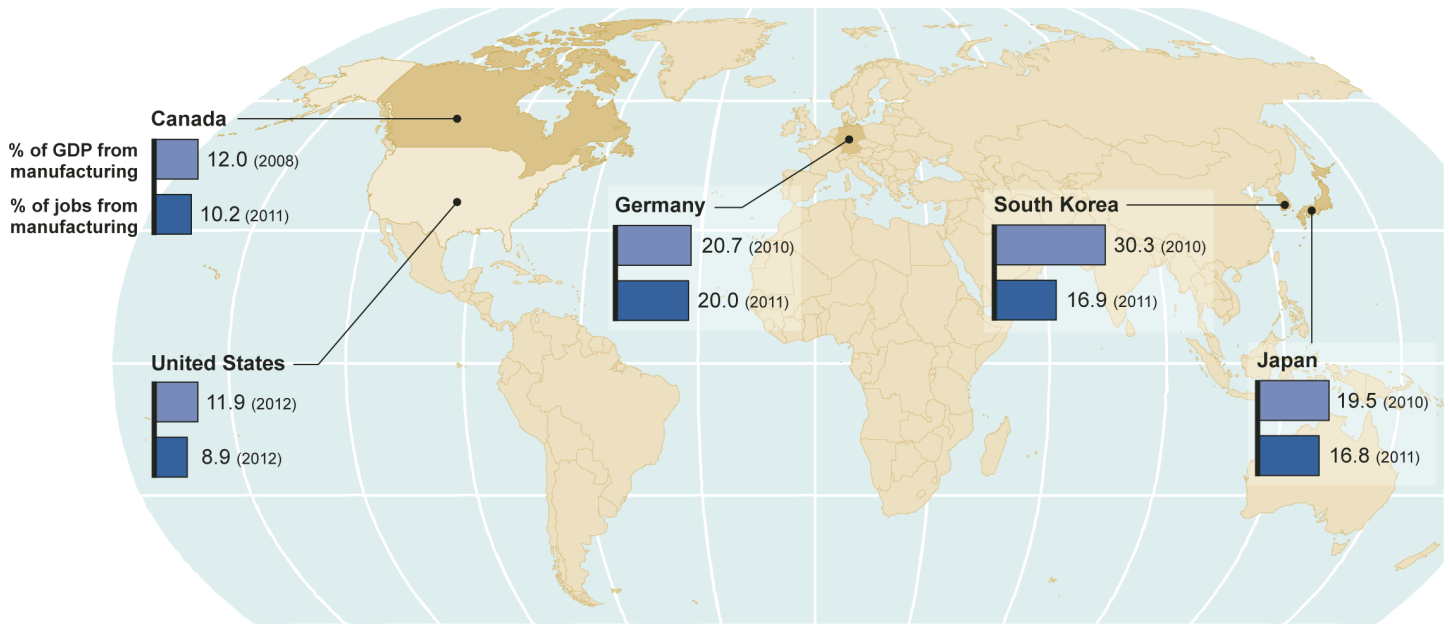 Canada
% of GDP from
manufacturing
12.0 (2008)
% of jobs from
manufacturing
10.2 (2011)
United States
11.9 (2012)
8.9 (2012)
Germany
20.7 (2010)
20.0 (2011)
South Korea
30.3 (2010)
16.9 (2011)
Japan
19.5 (2010)
16.8 (2011)